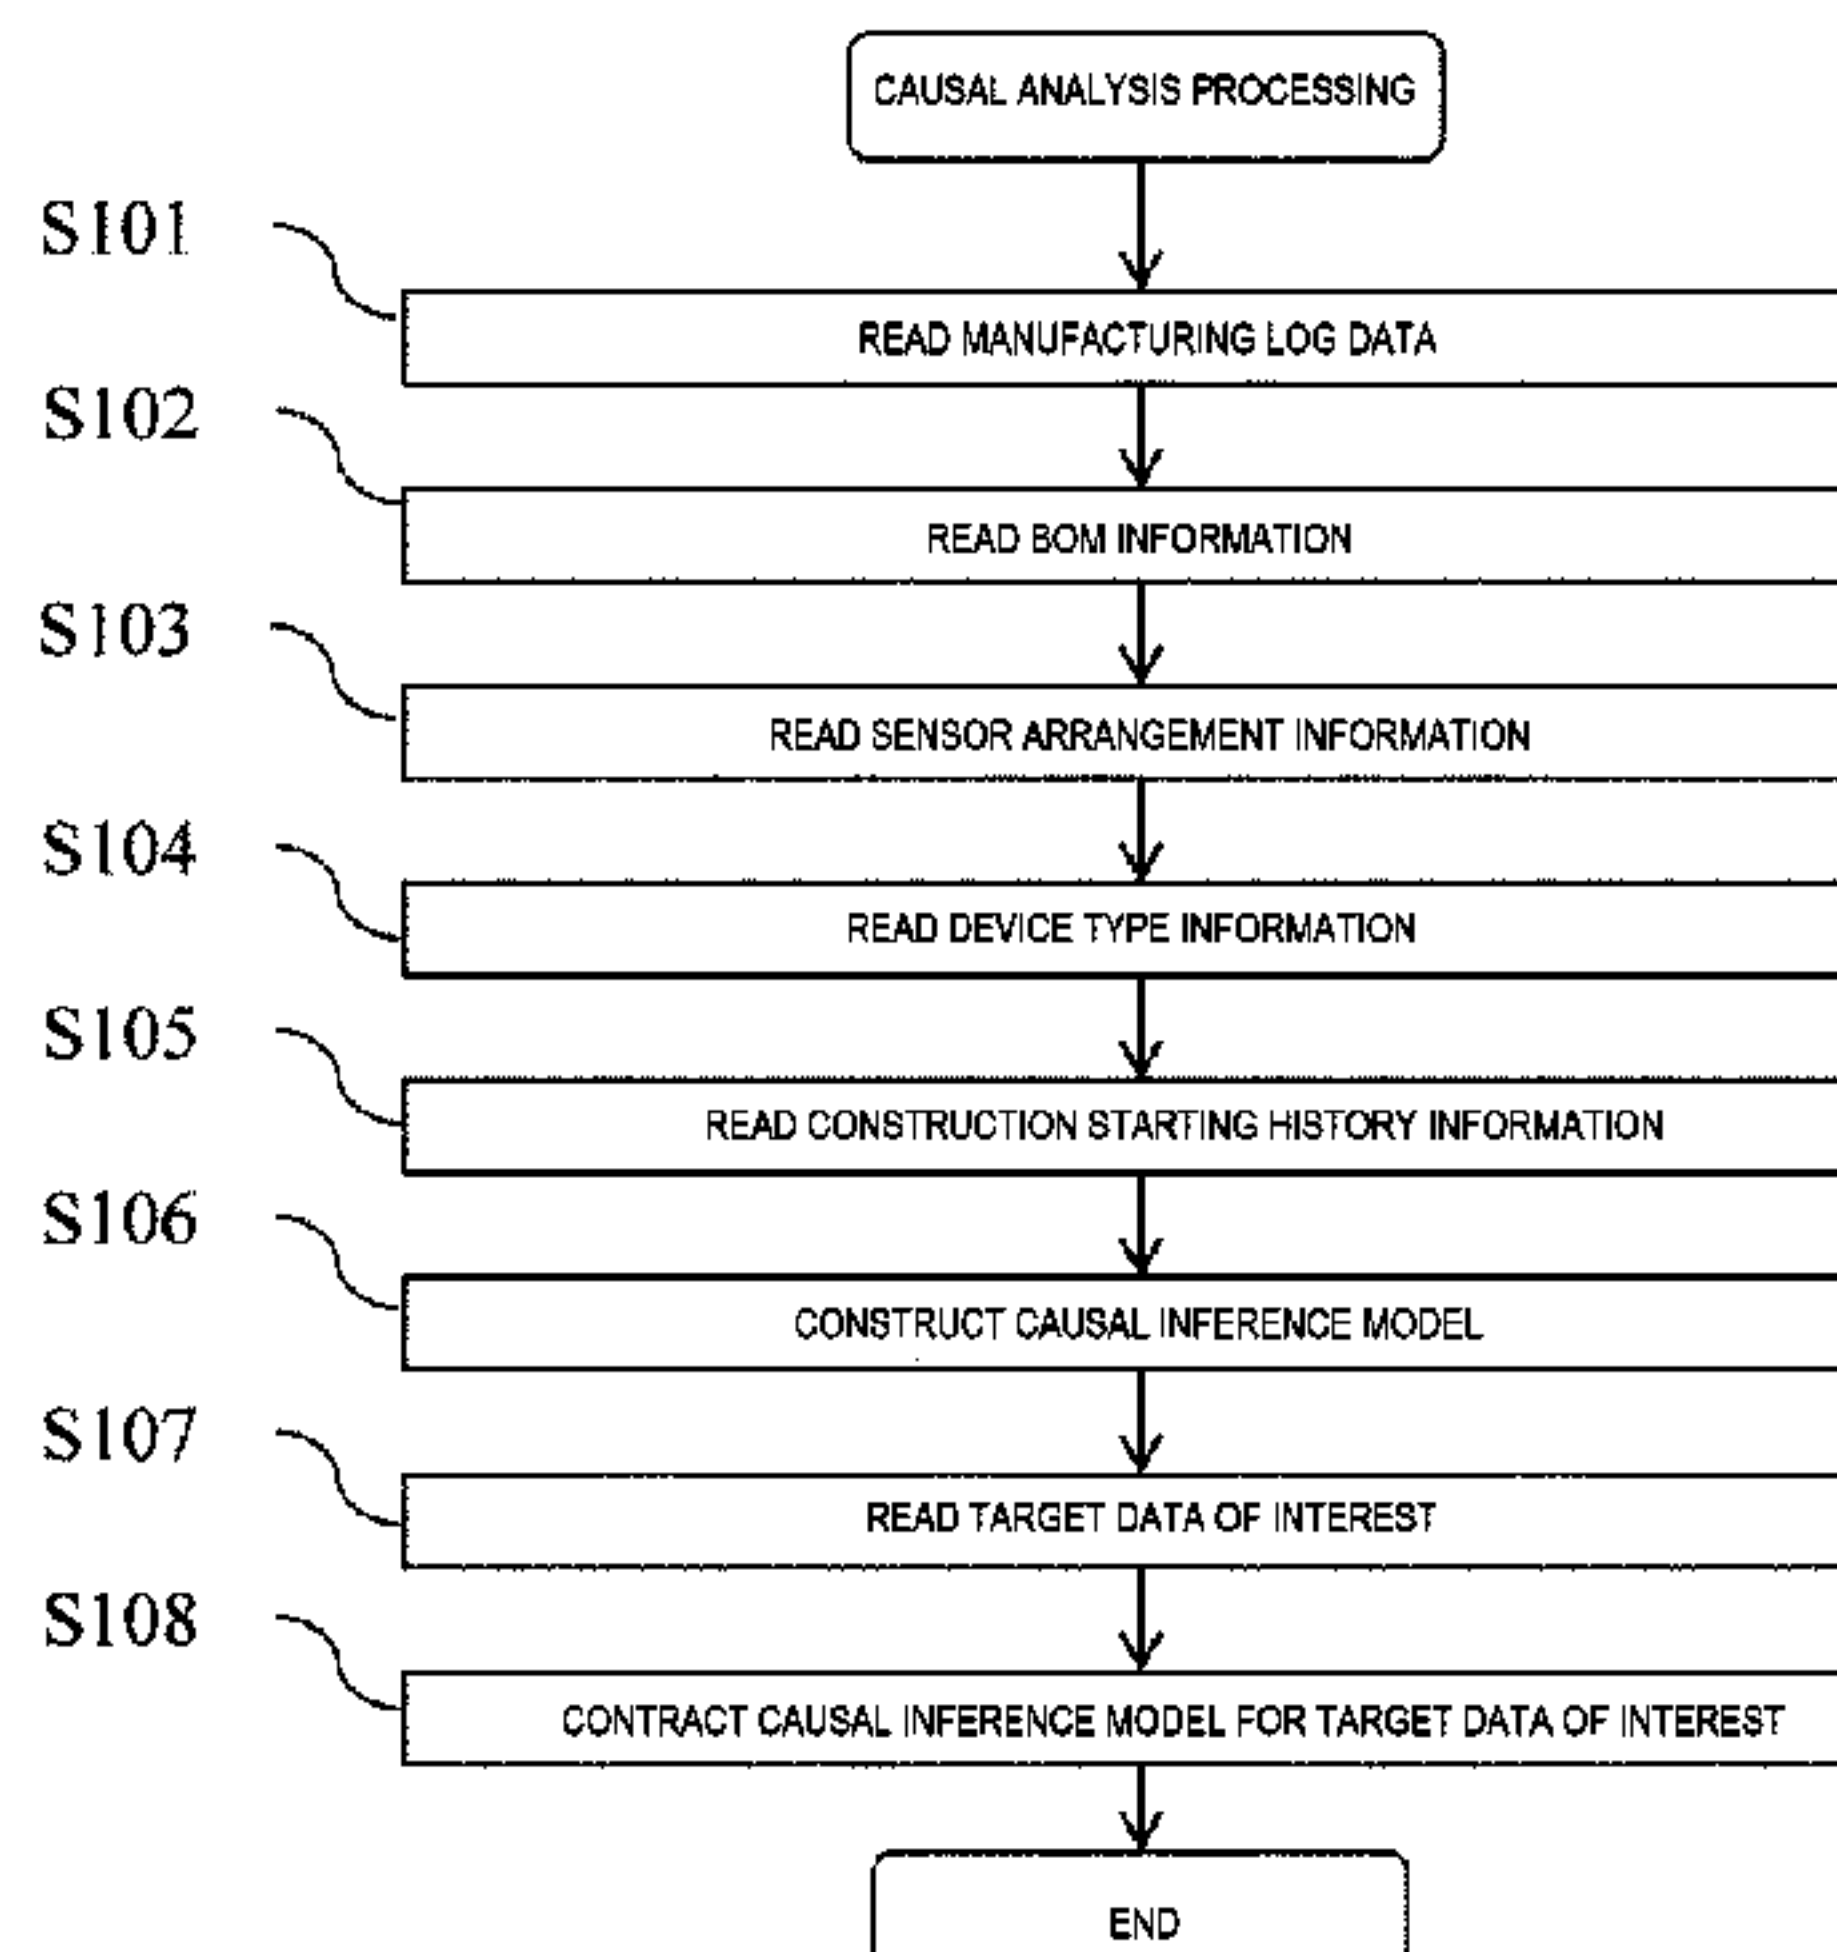 CAUSAL ANALYSIS PROCESSING
S101
READ MANUFACTURING LOG DATA
S102
READ BOM INFORMATION
S103
READ SENSOR ARRANGEMENT INFORMATION
S104
READ DEVICE TYPE INFORMATION
S105
READ CONSTRUCTION STARTING HISTORY INFORMATION
S106
CONSTRUCT CAUSAL INFERENCE MODEL
S107
READ TARGET DATA OF INTEREST
S108
CONTRACT CAUSAL INFERENCE MODEL FOR TARGET DATA OF INTEREST
END